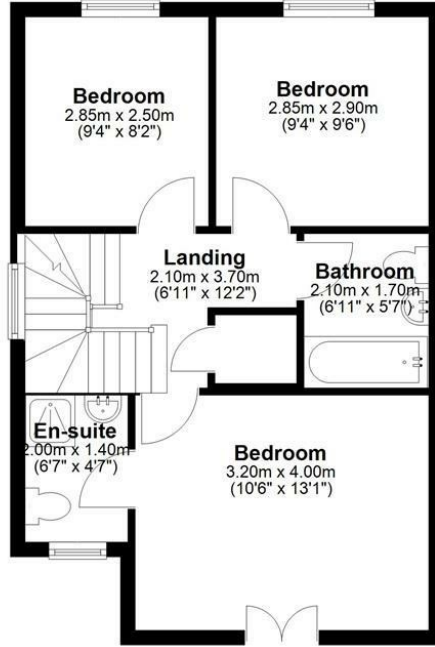 Bedroom
2.85m x 2.50m
(9'4" x 8'2")
Bedroom
2.85m x 2.90m
(9'4" x 9'6")
Landing
2.10m x 3.70m
(6'11" x 12'2")
Bathroom
2.10m x 1.70m
(6'11" x 5'7")
En-suite
2.00m x 1.40m
(6'7" x 4'7")
Bedroom
3.20m x 4.00m
(10'6" x 13'1")